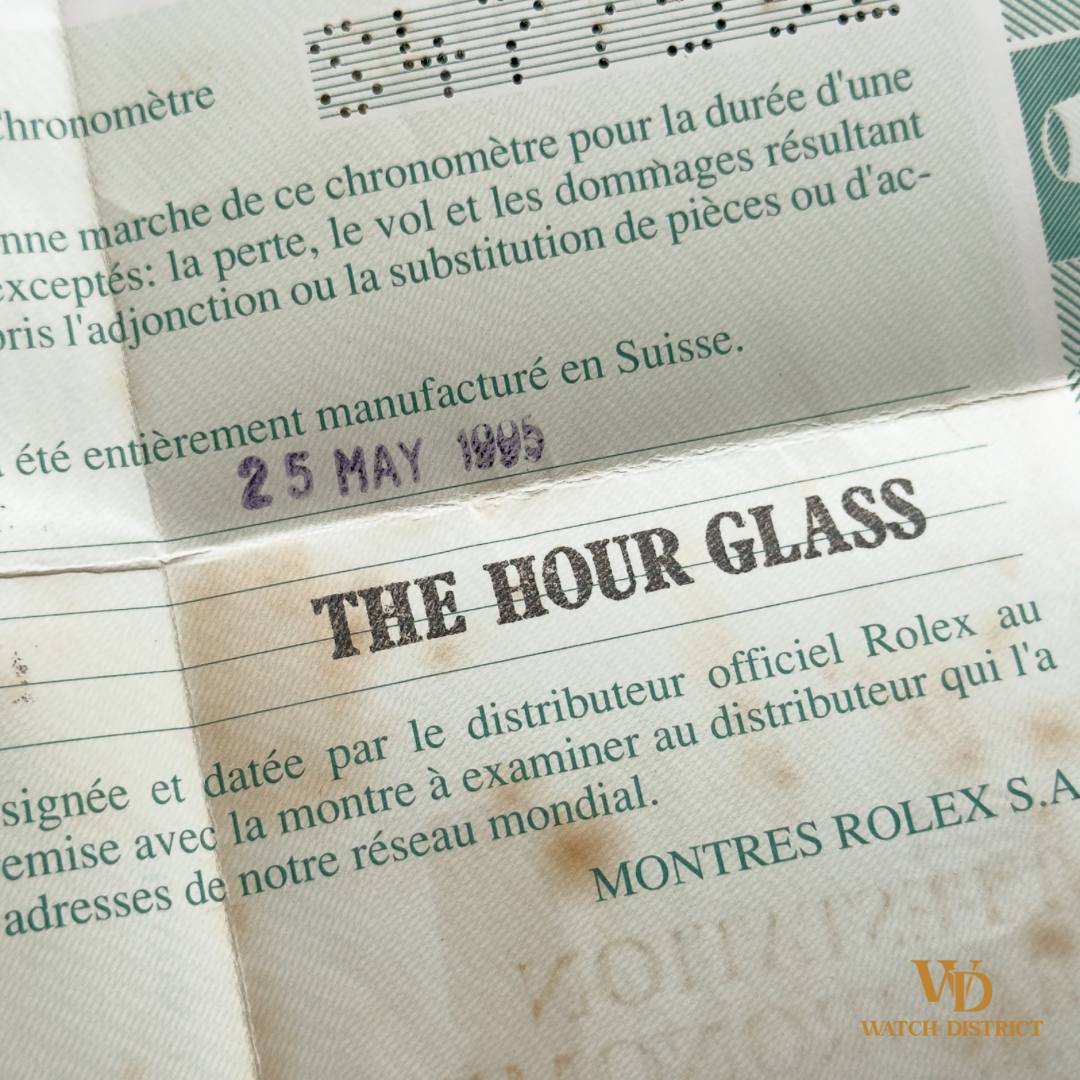 Chronomètre
nne marche de ce chronomètre pour la durée d'une
exceptés: la perte, le vol et les dommages résultant
pris l'adjonction ou la substitution de pièces ou d'ac-
été entièrement manufacturé en Suisse.
25 MAY 1995
THE HOUR GLASS
signée et datée par le distributeur officiel Rolex au
emise avec la montre à examiner au distributeur qui l'a
adresses de notre réseau mondial.
MONTRES ROLEX S.A
WD
WATCH DISTRICT